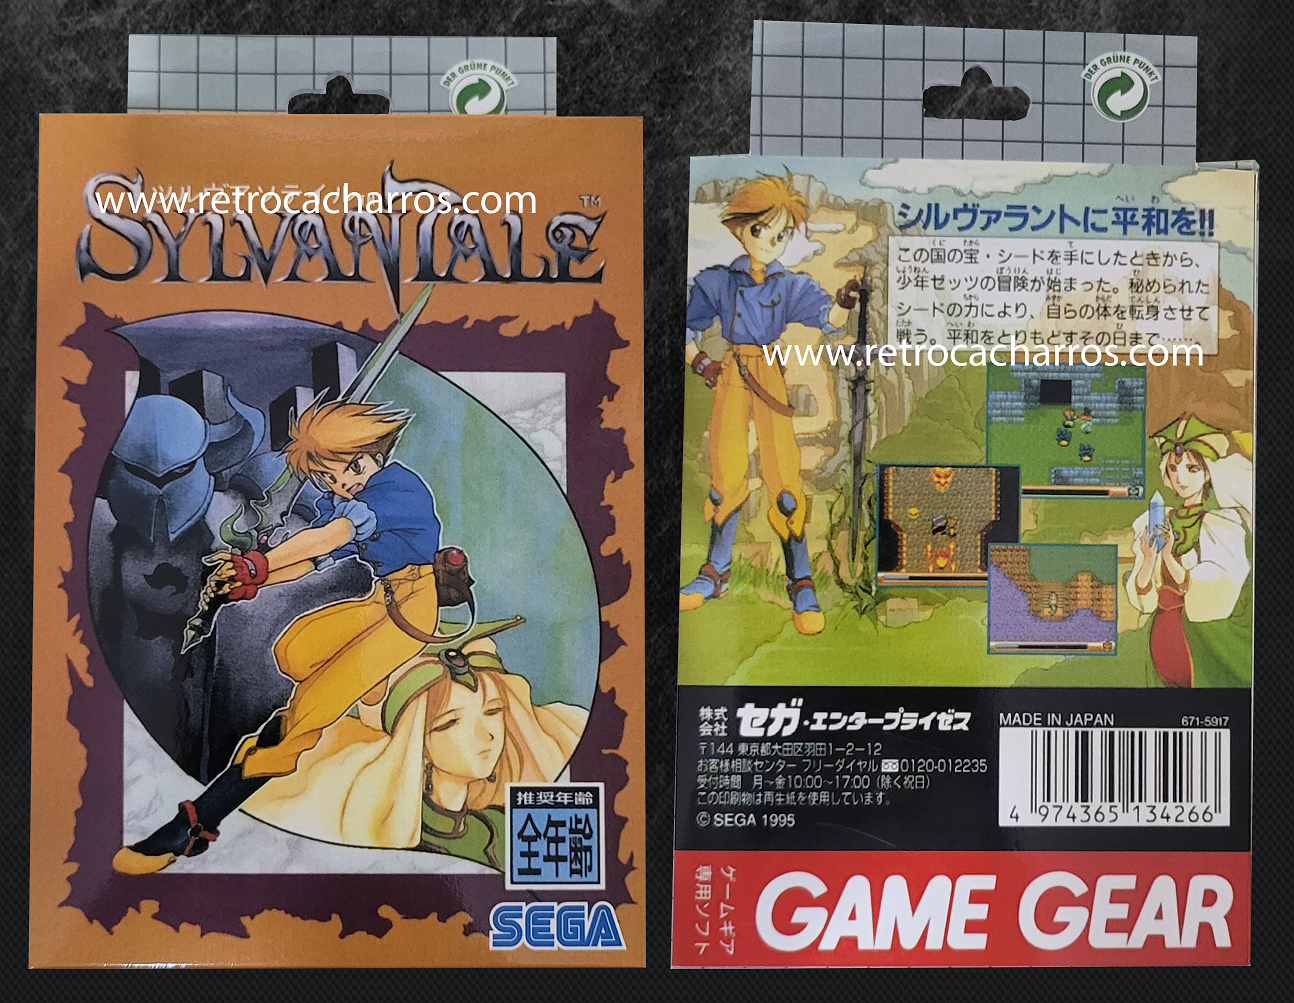 DER GRÜNE PUNKT
シルヴァンテイル
www.retrocacharros.com
SYLVANTALE™
推奨年齢
全年齢
SEGA
DER GRÜNE PUNKT
シルヴァラントに平和を!!
この国の宝・シードを手にしたときから、
少年ゼッツの冒険が始まった。秘められた
シードの力により、自らの体を転身させて
戦う。平和をとりもどすその日まで……。
www.retrocacharros.com
株式会社 セガ・エンタープライゼス
〒144 東京都大田区羽田1-2-12
お客様相談センター フリーダイヤル 0120-012235
受付時間 月～金10:00～17:00（除く祝日）
この印刷物は再生紙を使用しています。
© SEGA 1995
MADE IN JAPAN 671-5917
4 974365 134266
ゲームギア専用ソフト
GAME GEAR